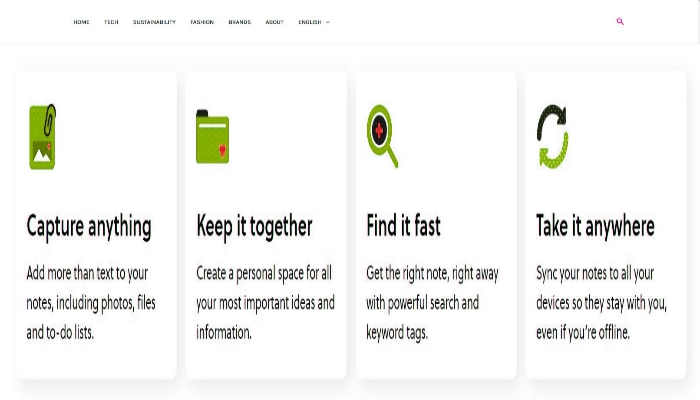 HOME TECH SUSTAINABILITY FASHION BRANDS ABOUT ENGLISH
Capture anything
Add more than text to your
notes, including photos, files
and to-do lists.
Keep it together
Create a personal space for all
your most important ideas and
information.
Find it fast
Get the right note, right away
with powerful search and
keyword tags.
Take it anywhere
Sync your notes to all your
devices so they stay with you,
even if you're offline.